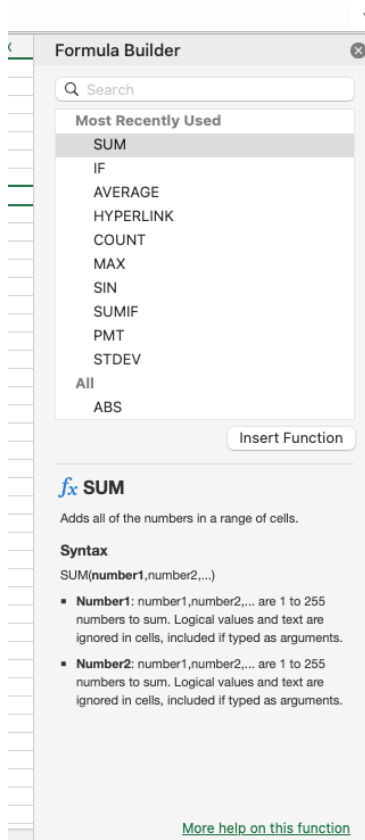 Formula Builder
Search
Most Recently Used
SUM
IF
AVERAGE
HYPERLINK
COUNT
MAX
SIN
SUMIF
PMT
STDEV
All
ABS
Insert Function
fx SUM
Adds all of the numbers in a range of cells.
Syntax
SUM(number1,number2,...)
▪ Number1: number1,number2,... are 1 to 255
numbers to sum. Logical values and text are
ignored in cells, included if typed as arguments.
▪ Number2: number1,number2,... are 1 to 255
numbers to sum. Logical values and text are
ignored in cells, included if typed as arguments.
More help on this function